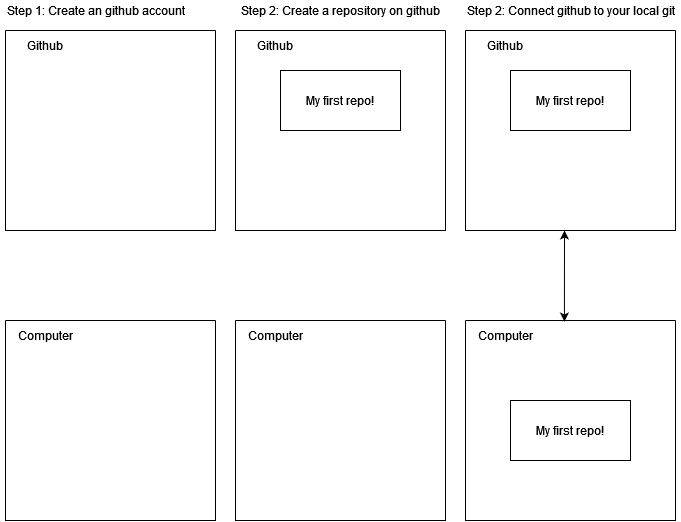 Step 1: Create an github account
Step 2: Create a repository on github
Step 2: Connect github to your local git
Github
Github
Github
My first repo!
My first repo!
Computer
Computer
Computer
My first repo!